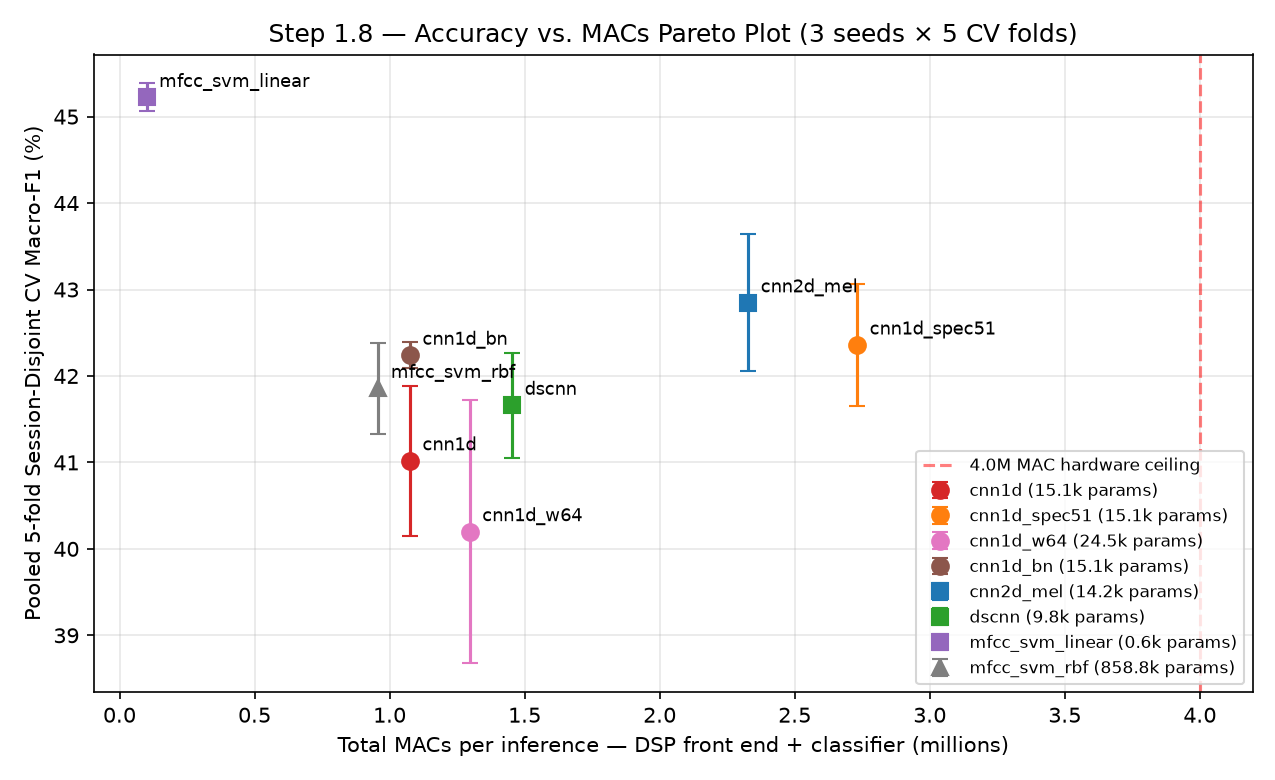 Step 1.8 — Accuracy vs. MACs Pareto Plot (3 seeds × 5 CV folds)
Pooled 5-fold Session-Disjoint CV Macro-F1 (%)
45
44
43
42
41
40
39
mfcc_svm_linear
cnn2d_mel
cnn1d_spec51
cnn1d_bn
mfcc_svm_rbf
dscnn
cnn1d
cnn1d_w64
4.0M MAC hardware ceiling
cnn1d (15.1k params)
cnn1d_spec51 (15.1k params)
cnn1d_w64 (24.5k params)
cnn1d_bn (15.1k params)
cnn2d_mel (14.2k params)
dscnn (9.8k params)
mfcc_svm_linear (0.6k params)
mfcc_svm_rbf (858.8k params)
0.0 0.5 1.0 1.5 2.0 2.5 3.0 3.5 4.0
Total MACs per inference — DSP front end + classifier (millions)